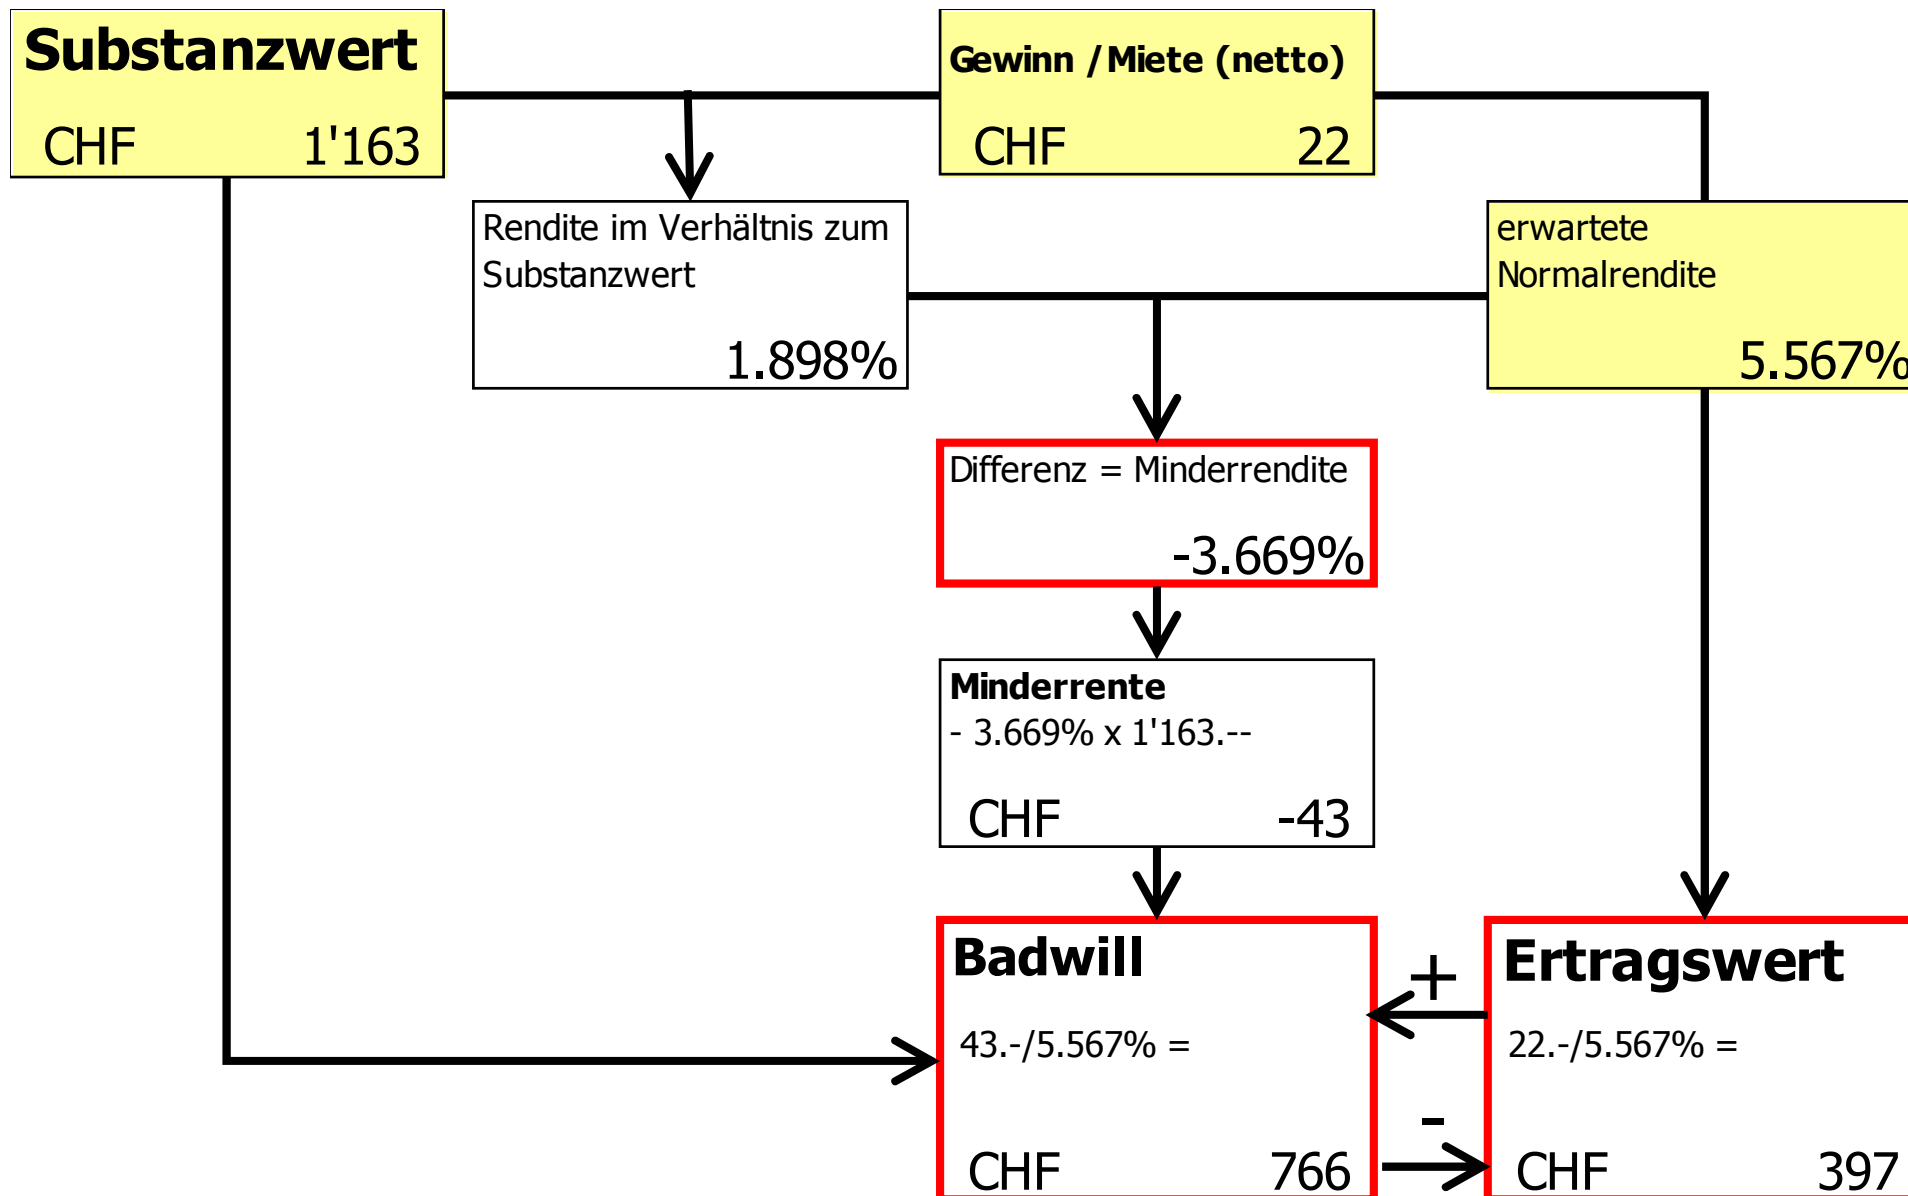 Substanzwert
CHF 1'163
Gewinn / Miete (netto)
CHF 22
Rendite im Verhältnis zum
Substanzwert
1.898%
erwartete
Normalrendite
5.567%
Differenz = Minderrendite
-3.669%
Minderrente
- 3.669% x 1'163.--
CHF -43
Badwill
43.-/5.567% =
CHF 766
+
-
Ertragswert
22.-/5.567% =
CHF 397